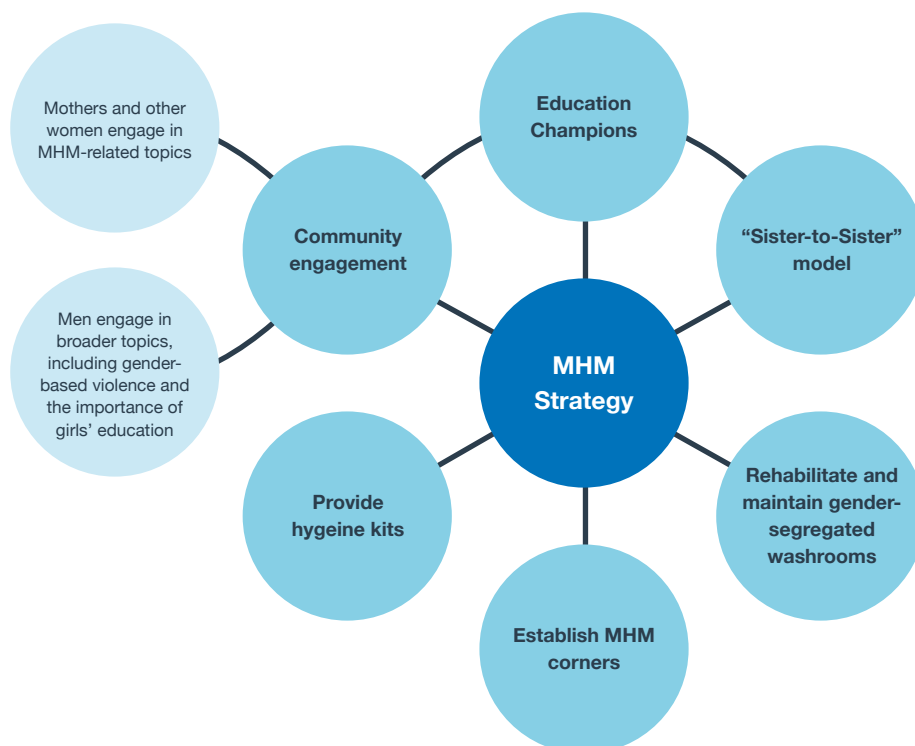 Mothers and other
women engage in
MHM-related topics
Education
Champions
Community
engagement
“Sister-to-Sister”
model
Men engage in
broader topics,
including gender-
based violence and
the importance of
girls’ education
MHM
Strategy
Provide
hygeine kits
Rehabilitate and
maintain gender-
segregated
washrooms
Establish MHM
corners